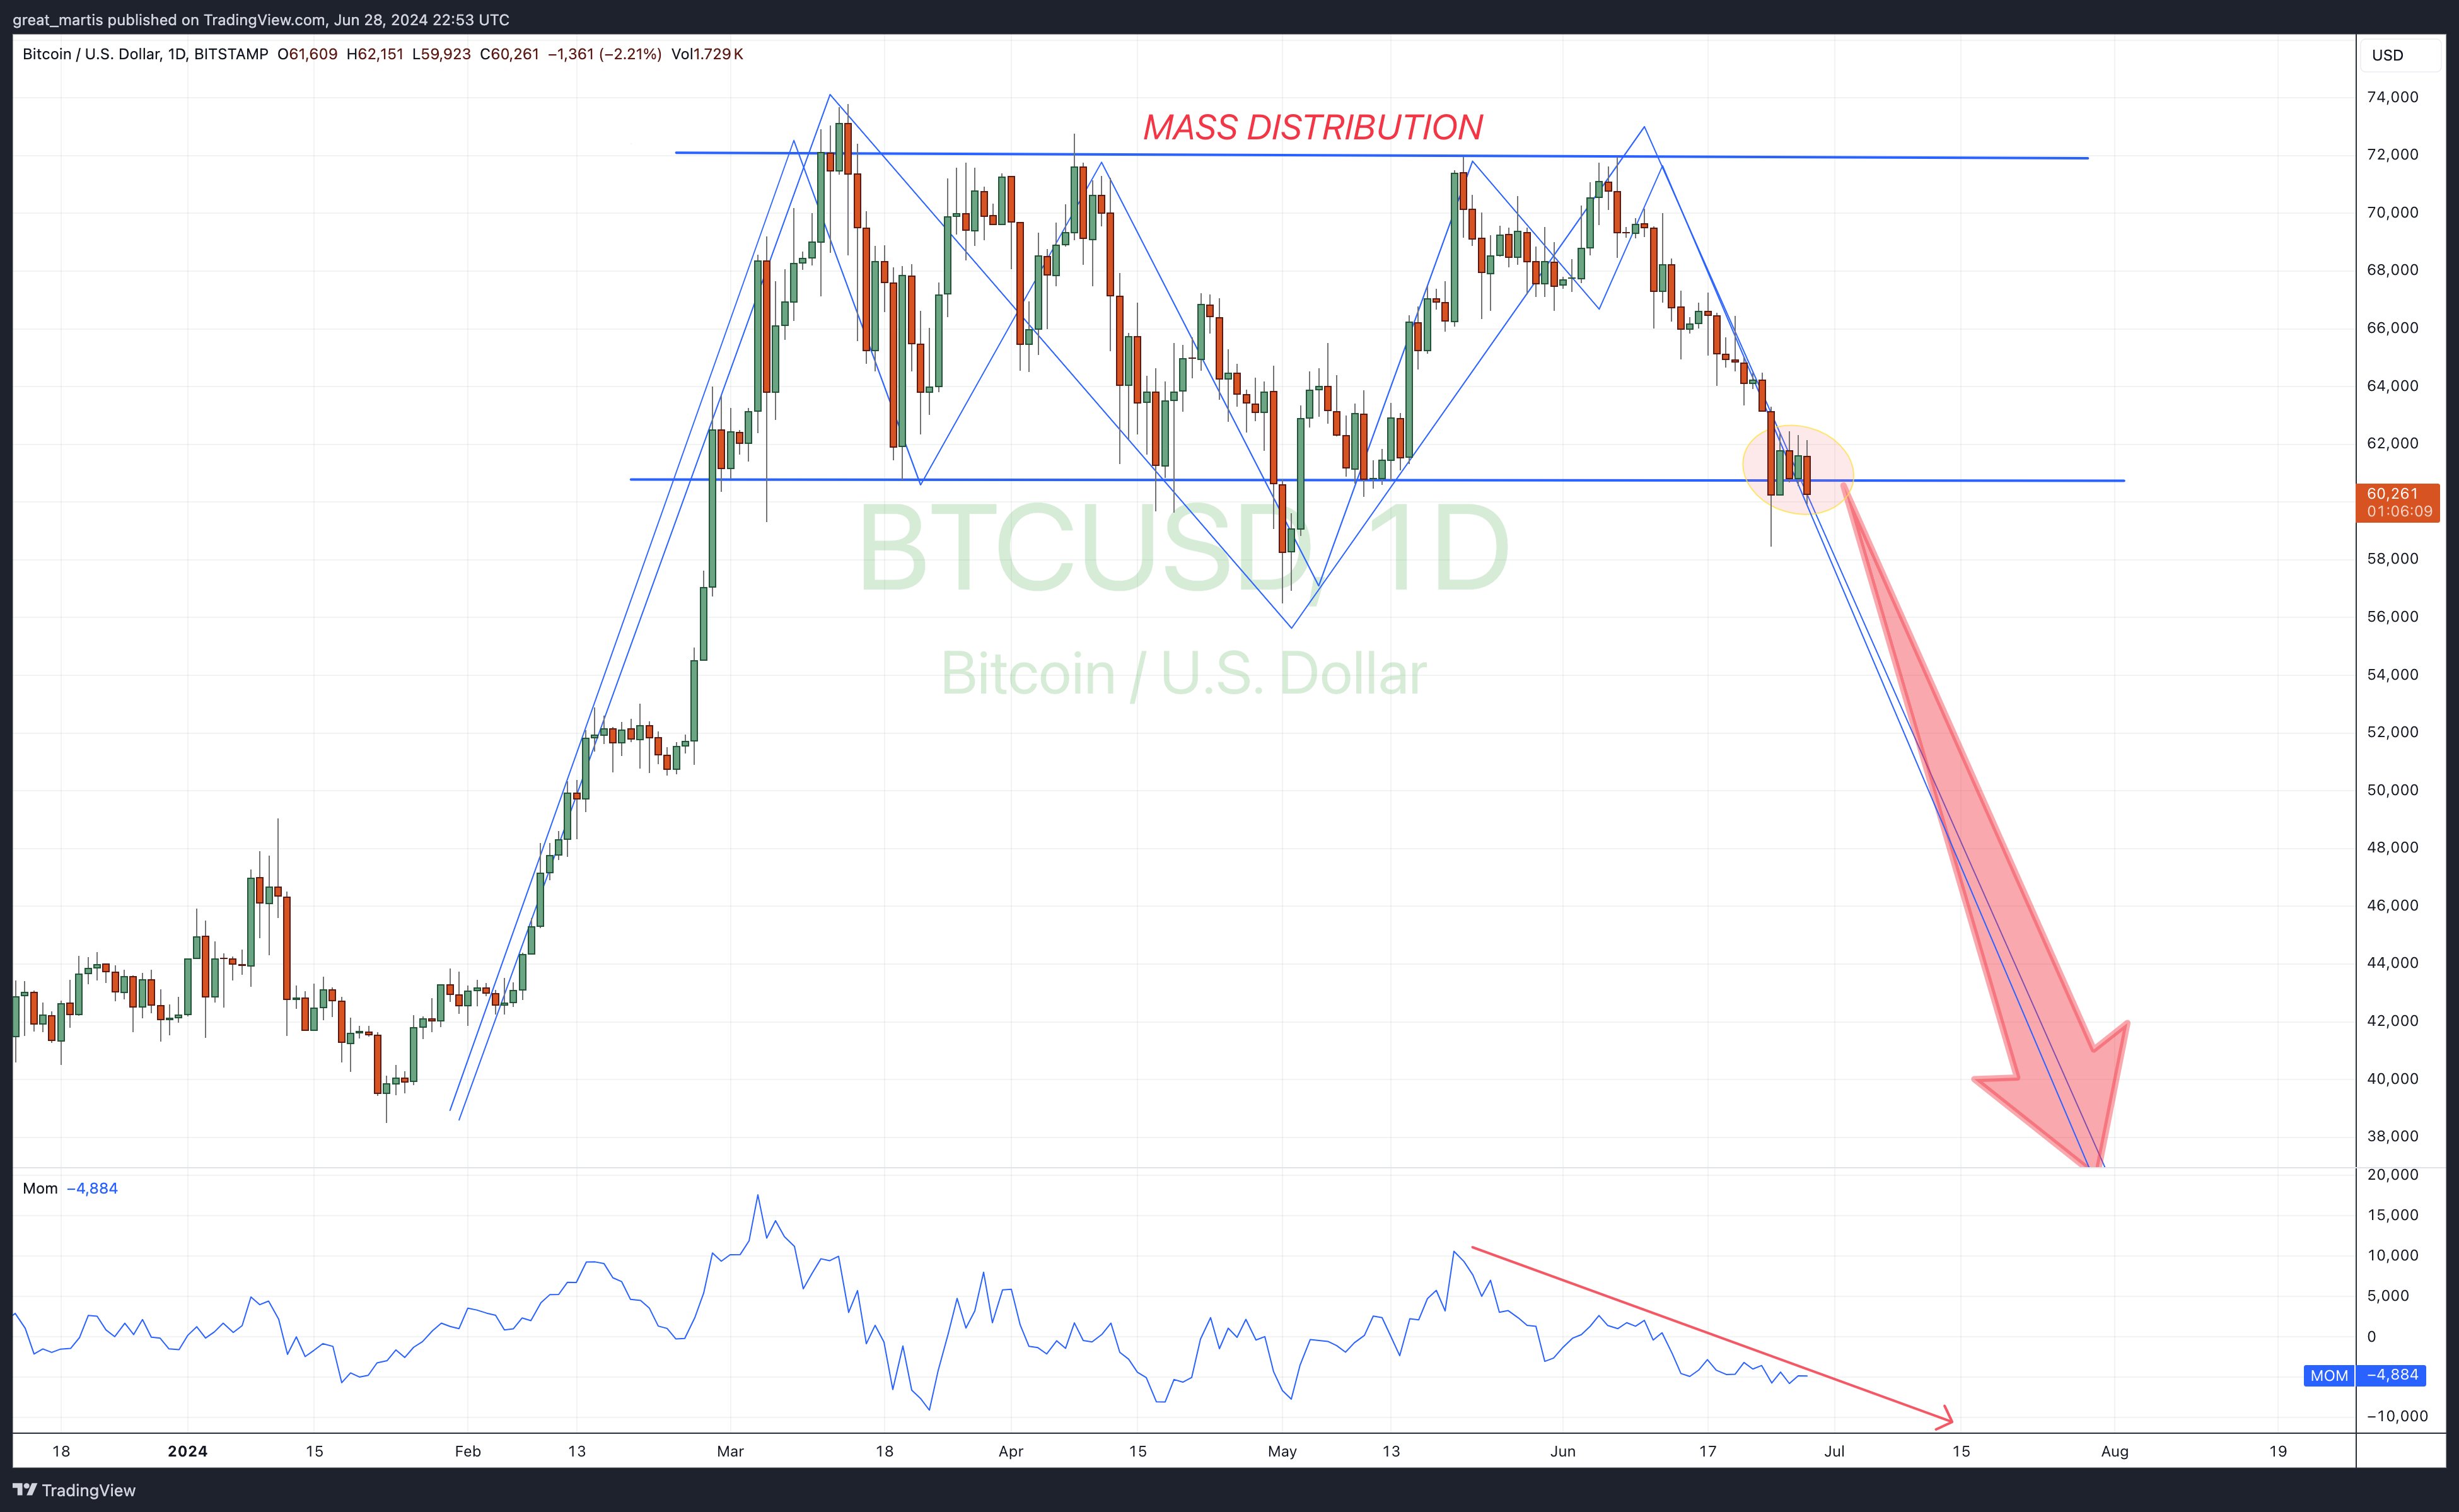 great_martis published on TradingView.com, Jun 28, 2024 22:53 UTC
Bitcoin / U.S. Dollar, 1D, BITSTAMP O61,609 H62,151 L59,923 C60,261 −1,361 (−2.21%) Vol1.729 K
USD
MASS DISTRIBUTION
74,000
72,000
70,000
68,000
66,000
64,000
62,000
60,261
01:06:09
58,000
56,000
54,000
52,000
50,000
48,000
46,000
44,000
42,000
40,000
38,000
BTCUSD, 1D
Bitcoin / U.S. Dollar
Mom −4,884
20,000
15,000
10,000
5,000
0
MOM −4,884
−10,000
18 2024 15 Feb 13 Mar 18 Apr 15 May 13 Jun 17 Jul 15 Aug 19
TradingView